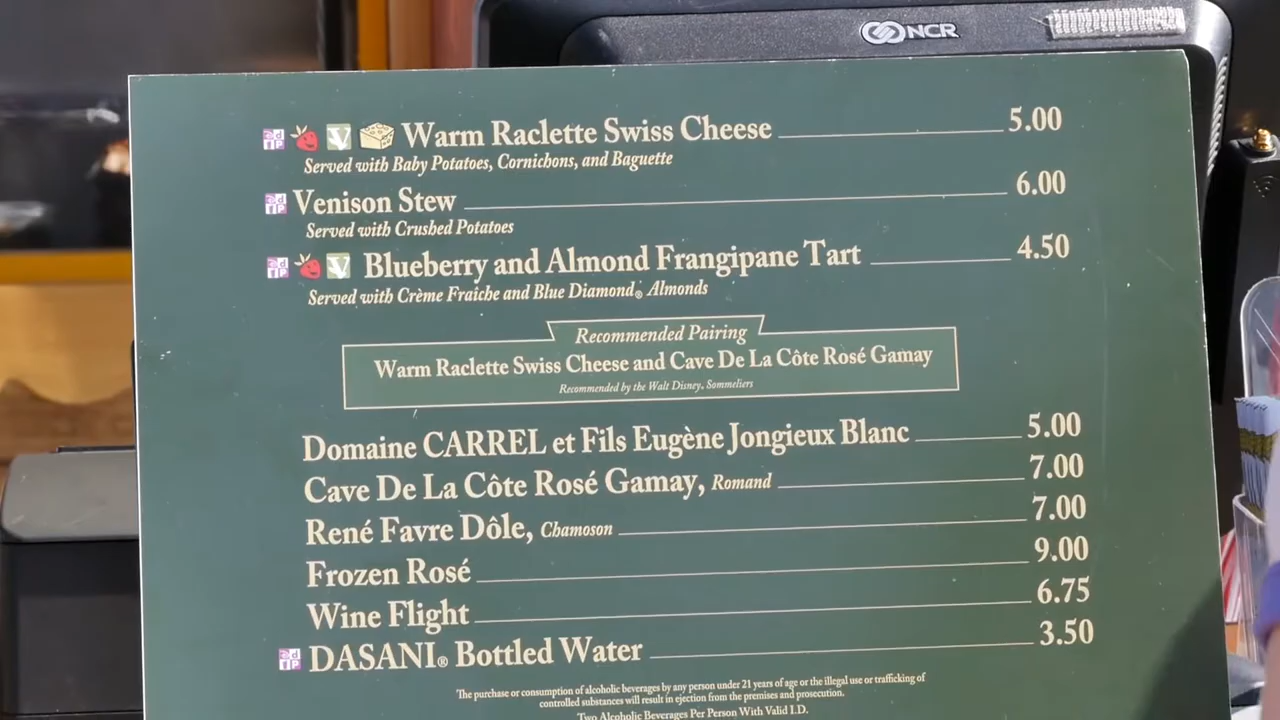 NCR
Warm Raclette Swiss Cheese 5.00
Served with Baby Potatoes, Cornichons, and Baguette
Venison Stew 6.00
Served with Crushed Potatoes
Blueberry and Almond Frangipane Tart 4.50
Served with Crème Fraîche and Blue Diamond® Almonds
Recommended Pairing
Warm Raclette Swiss Cheese and Cave De La Côte Rosé Gamay
Recommended by the Walt Disney, Sommeliers
Domaine CARREL et Fils Eugène Jongieux Blanc 5.00
Cave De La Côte Rosé Gamay, Romand 7.00
René Favre Dôle, Chamoson 7.00
Frozen Rosé 9.00
Wine Flight 6.75
DASANI® Bottled Water 3.50
The purchase or consumption of alcoholic beverages by any person under 21 years of age or the illegal use or trafficking of
controlled substances will result in ejection from the premises and prosecution.
Two Alcoholic Beverages Per Person With Valid I.D.